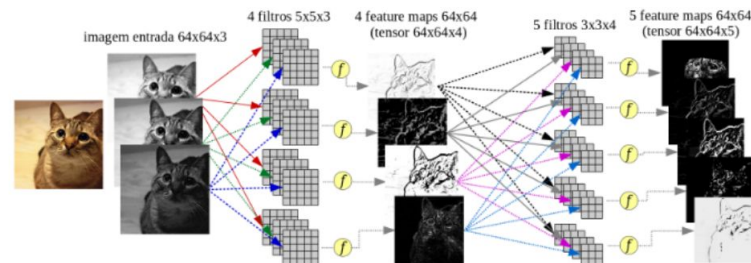 imagem entrada 64x64x3
4 filtros 5x5x3
4 feature maps 64x64
(tensor 64x64x4)
5 filtros 3x3x4
5 feature maps 64x64
(tensor 64x64x5)
f
f
f
f
f
f
f
f
f